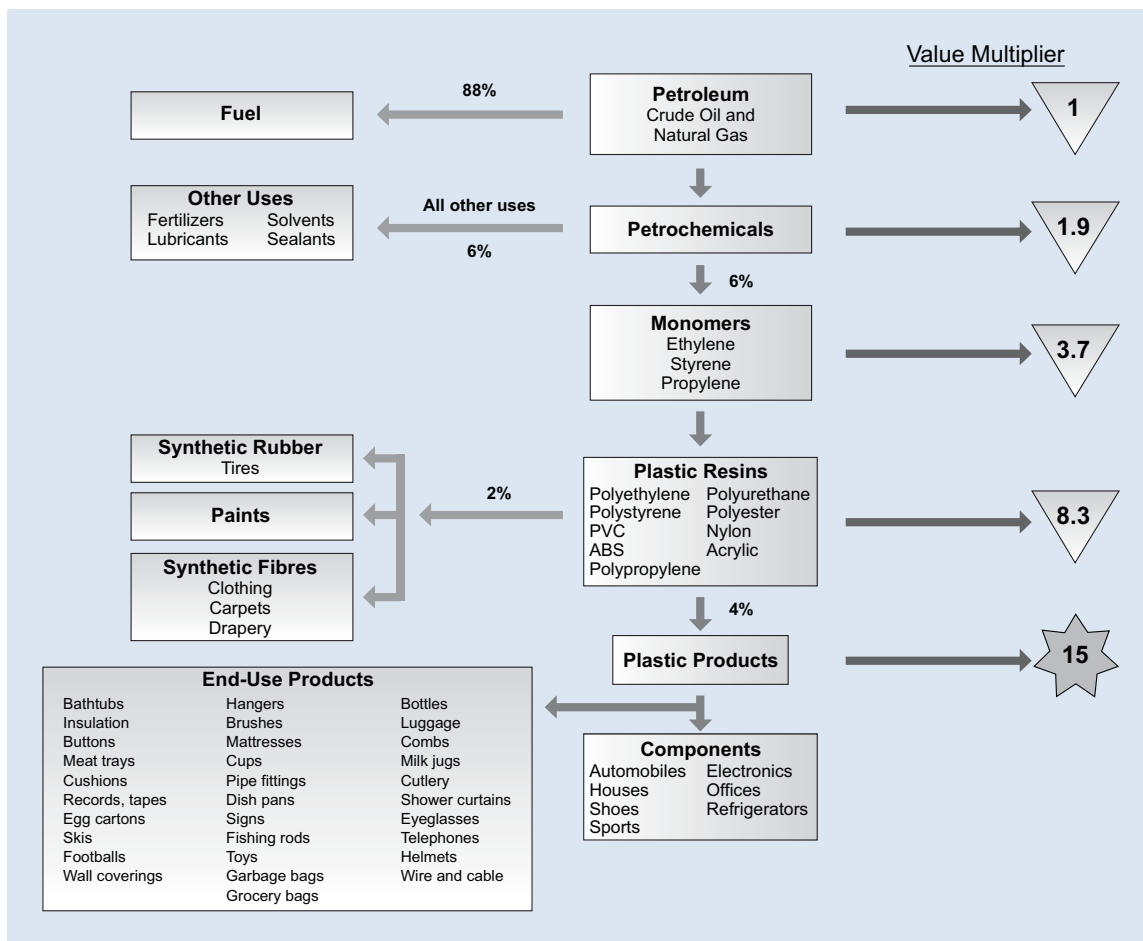 Value Multiplier
88%
Petroleum
Crude Oil and
Natural Gas
1
Fuel
Other Uses
Fertilizers Solvents
Lubricants Sealants
All other uses
6%
Petrochemicals
1.9
6%
Monomers
Ethylene
Styrene
Propylene
3.7
Synthetic Rubber
Tires
Paints
Synthetic Fibres
Clothing
Carpets
Drapery
2%
Plastic Resins
Polyethylene Polyurethane
Polystyrene Polyester
PVC Nylon
ABS Acrylic
Polypropylene
8.3
4%
Plastic Products
15
End-Use Products
Bathtubs Hangers Bottles
Insulation Brushes Luggage
Buttons Mattresses Combs
Meat trays Cups Milk jugs
Cushions Pipe fittings Cutlery
Records, tapes Dish pans Shower curtains
Egg cartons Signs Eyeglasses
Skis Fishing rods Telephones
Footballs Toys Helmets
Wall coverings Garbage bags Wire and cable
Grocery bags
Components
Automobiles Electronics
Houses Offices
Shoes Refrigerators
Sports